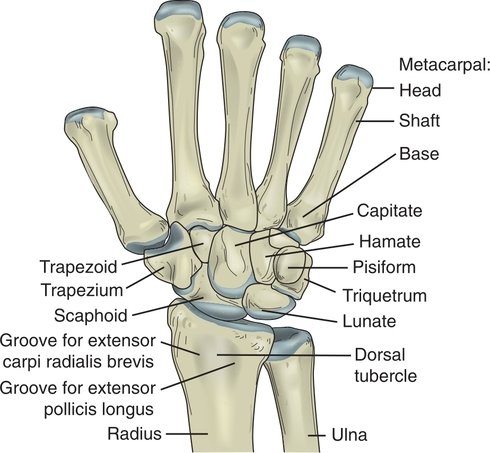 Metacarpal:
Head
Shaft
Base
Capitate
Hamate
Pisiform
Triquetrum
Lunate
Dorsal
tubercle
Ulna
Trapezoid
Trapezium
Scaphoid
Groove for extensor
carpi radialis brevis
Groove for extensor
pollicis longus
Radius